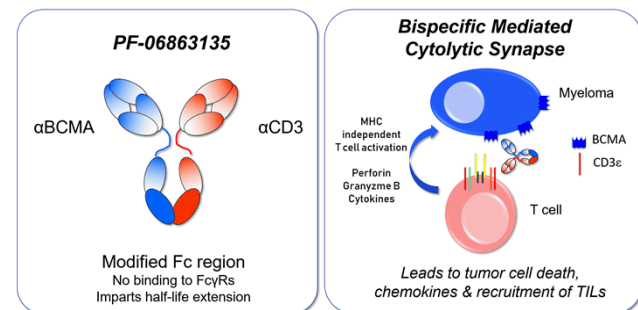 PF-06863135
αBCMA
αCD3
Modified Fc region
No binding to FcγRs
Imparts half-life extension
Bispecific Mediated
Cytolytic Synapse
Myeloma
MHC
independent
T cell activation
Perforin
Granzyme B
Cytokines
BCMA
CD3ε
T cell
Leads to tumor cell death,
chemokines & recruitment of TILs